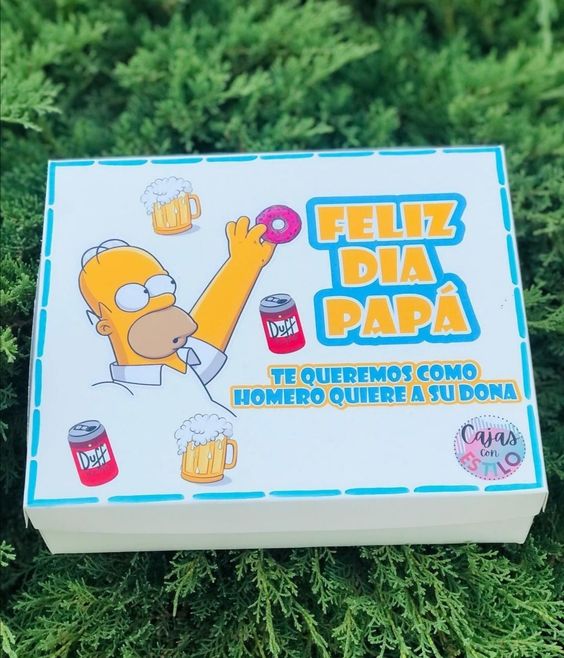 FELIZ
DIA
PAPÁ
Duff
TE QUEREMOS COMO
HOMERO QUIERE A SU DONA
Duff
Cajas
con
ESTILO